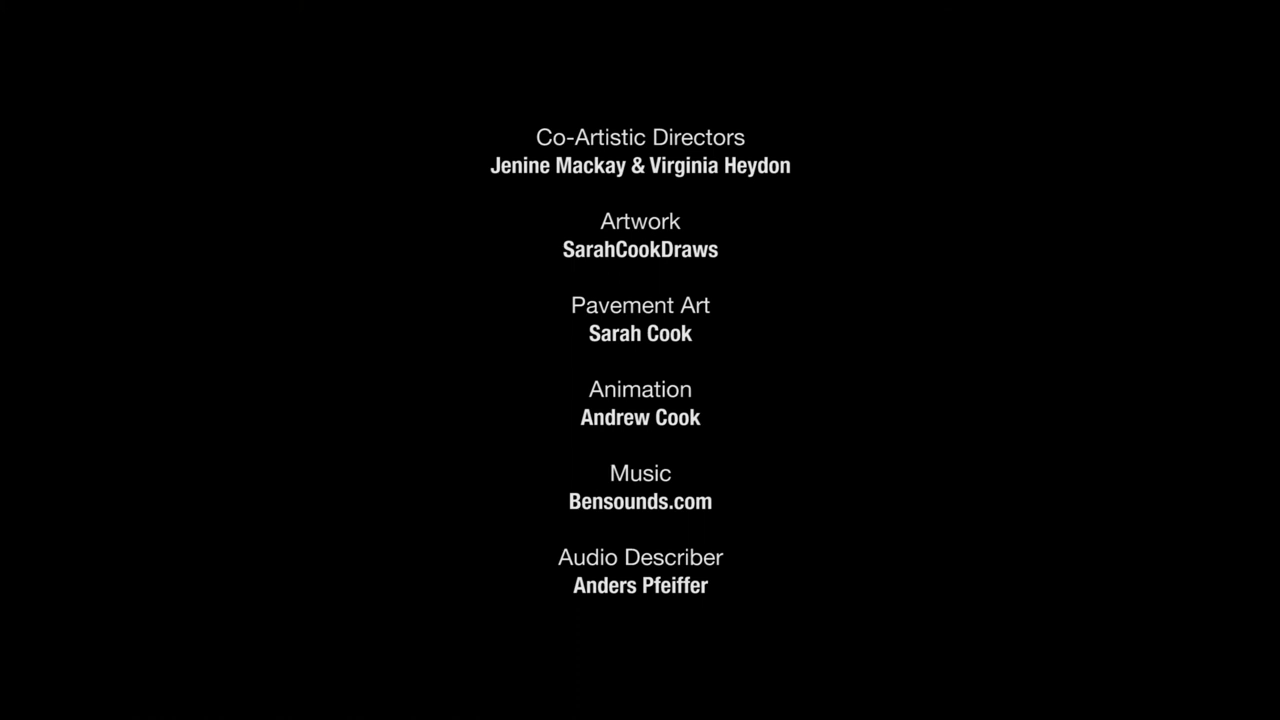 Co-Artistic Directors
Jenine Mackay & Virginia Heydon
Artwork
SarahCookDraws
Pavement Art
Sarah Cook
Animation
Andrew Cook
Music
Bensounds.com
Audio Describer
Anders Pfeiffer